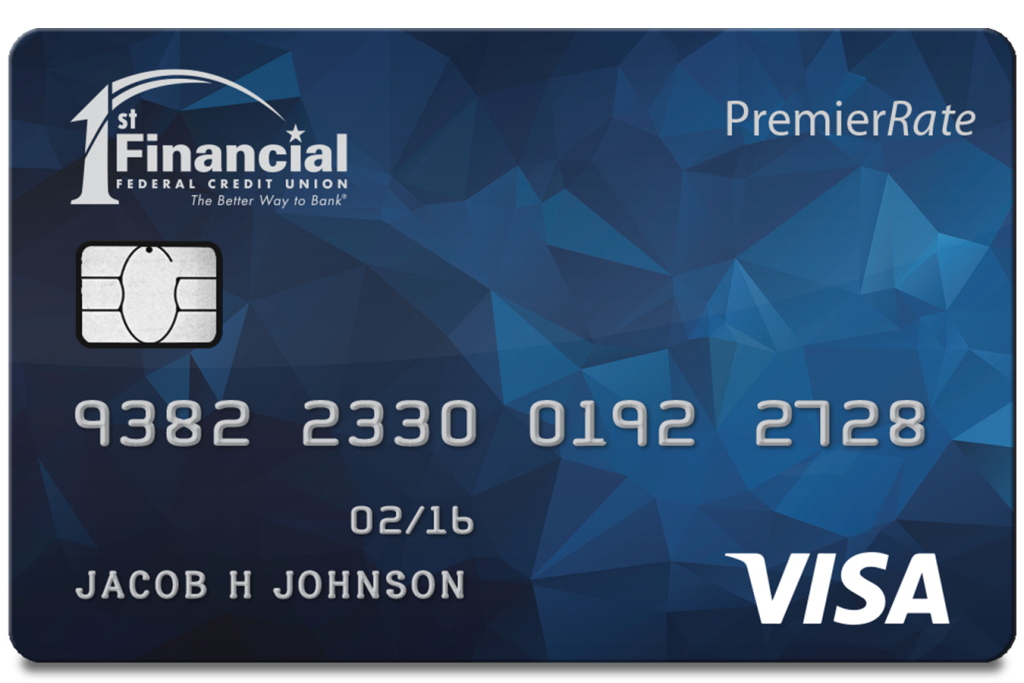 1st
Financial
FEDERAL CREDIT UNION
The Better Way to Bank®
PremierRate
9382 2330 0192 2728
02/16
JACOB H JOHNSON
VISA